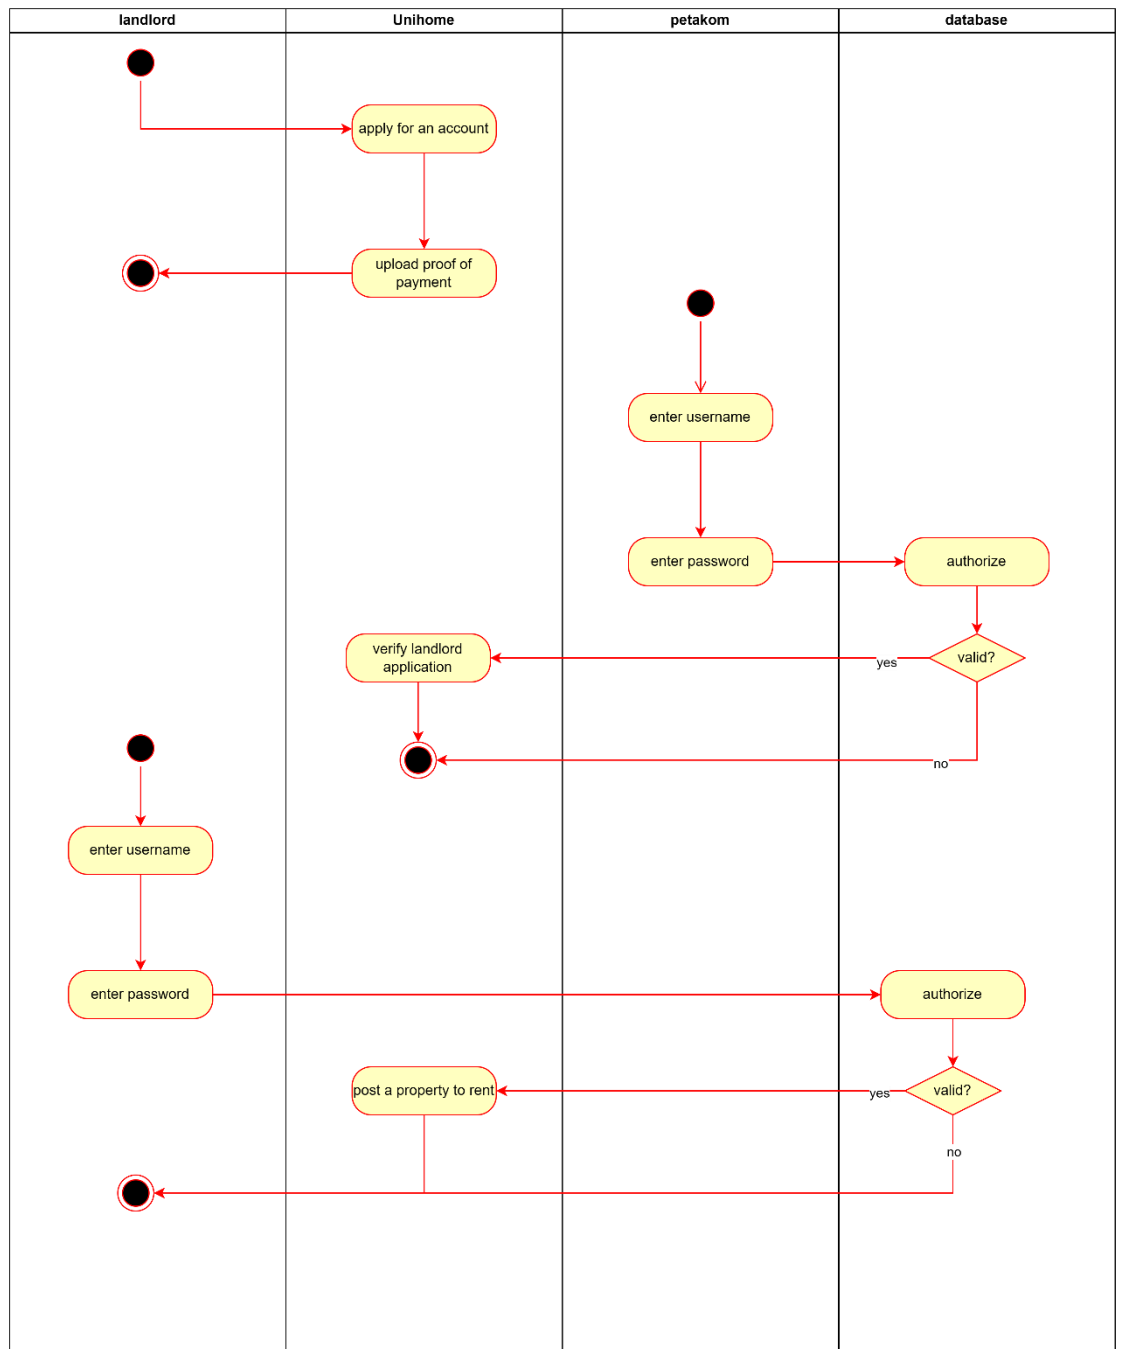 landlord
Unihome
petakom
database
apply for an account
upload proof of
payment
enter username
enter password
authorize
verify landlord
application
yes
valid?
no
enter username
enter password
authorize
post a property to rent
yes
valid?
no